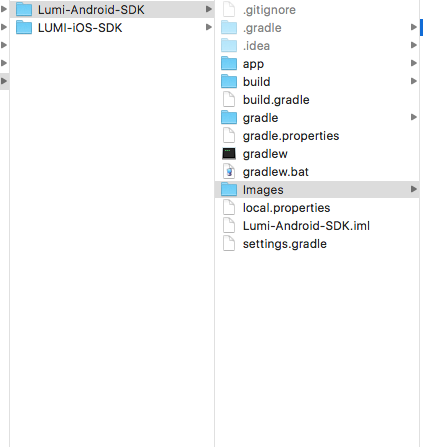 Lumi-Android-SDK
LUMI-iOS-SDK
.gitignore
.gradle
.idea
app
build
build.gradle
gradle
gradle.properties
gradlew
gradlew.bat
Images
local.properties
Lumi-Android-SDK.iml
settings.gradle